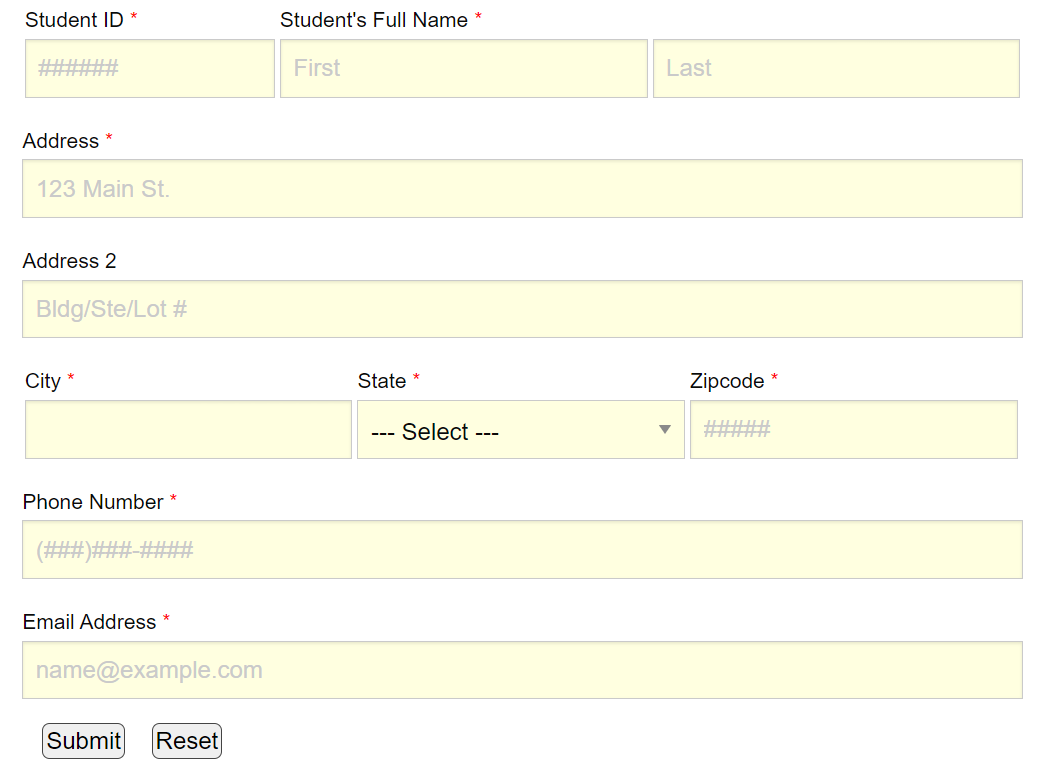 Student ID * Student's Full Name *
###### First Last
Address *
123 Main St.
Address 2
Bldg/Ste/Lot #
City * State * Zipcode *
--- Select --- #####
Phone Number *
(###)###-####
Email Address *
name@example.com
Submit Reset